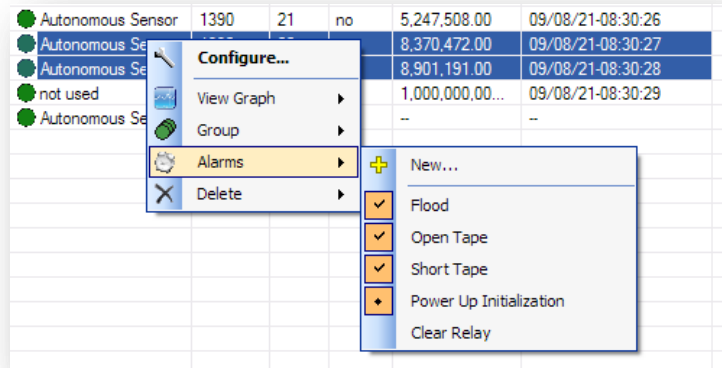 Autonomous Sensor 1390 21 no 5,247,508.00 09/08/21-08:30:26
Autonomous Se 8,370,472.00 09/08/21-08:30:27
Autonomous Se 8,901,191.00 09/08/21-08:30:28
not used 1,000,000,00... 09/08/21-08:30:29
Autonomous Se -- --
Configure...
View Graph
Group
Alarms
Delete
New...
Flood
Open Tape
Short Tape
Power Up Initialization
Clear Relay